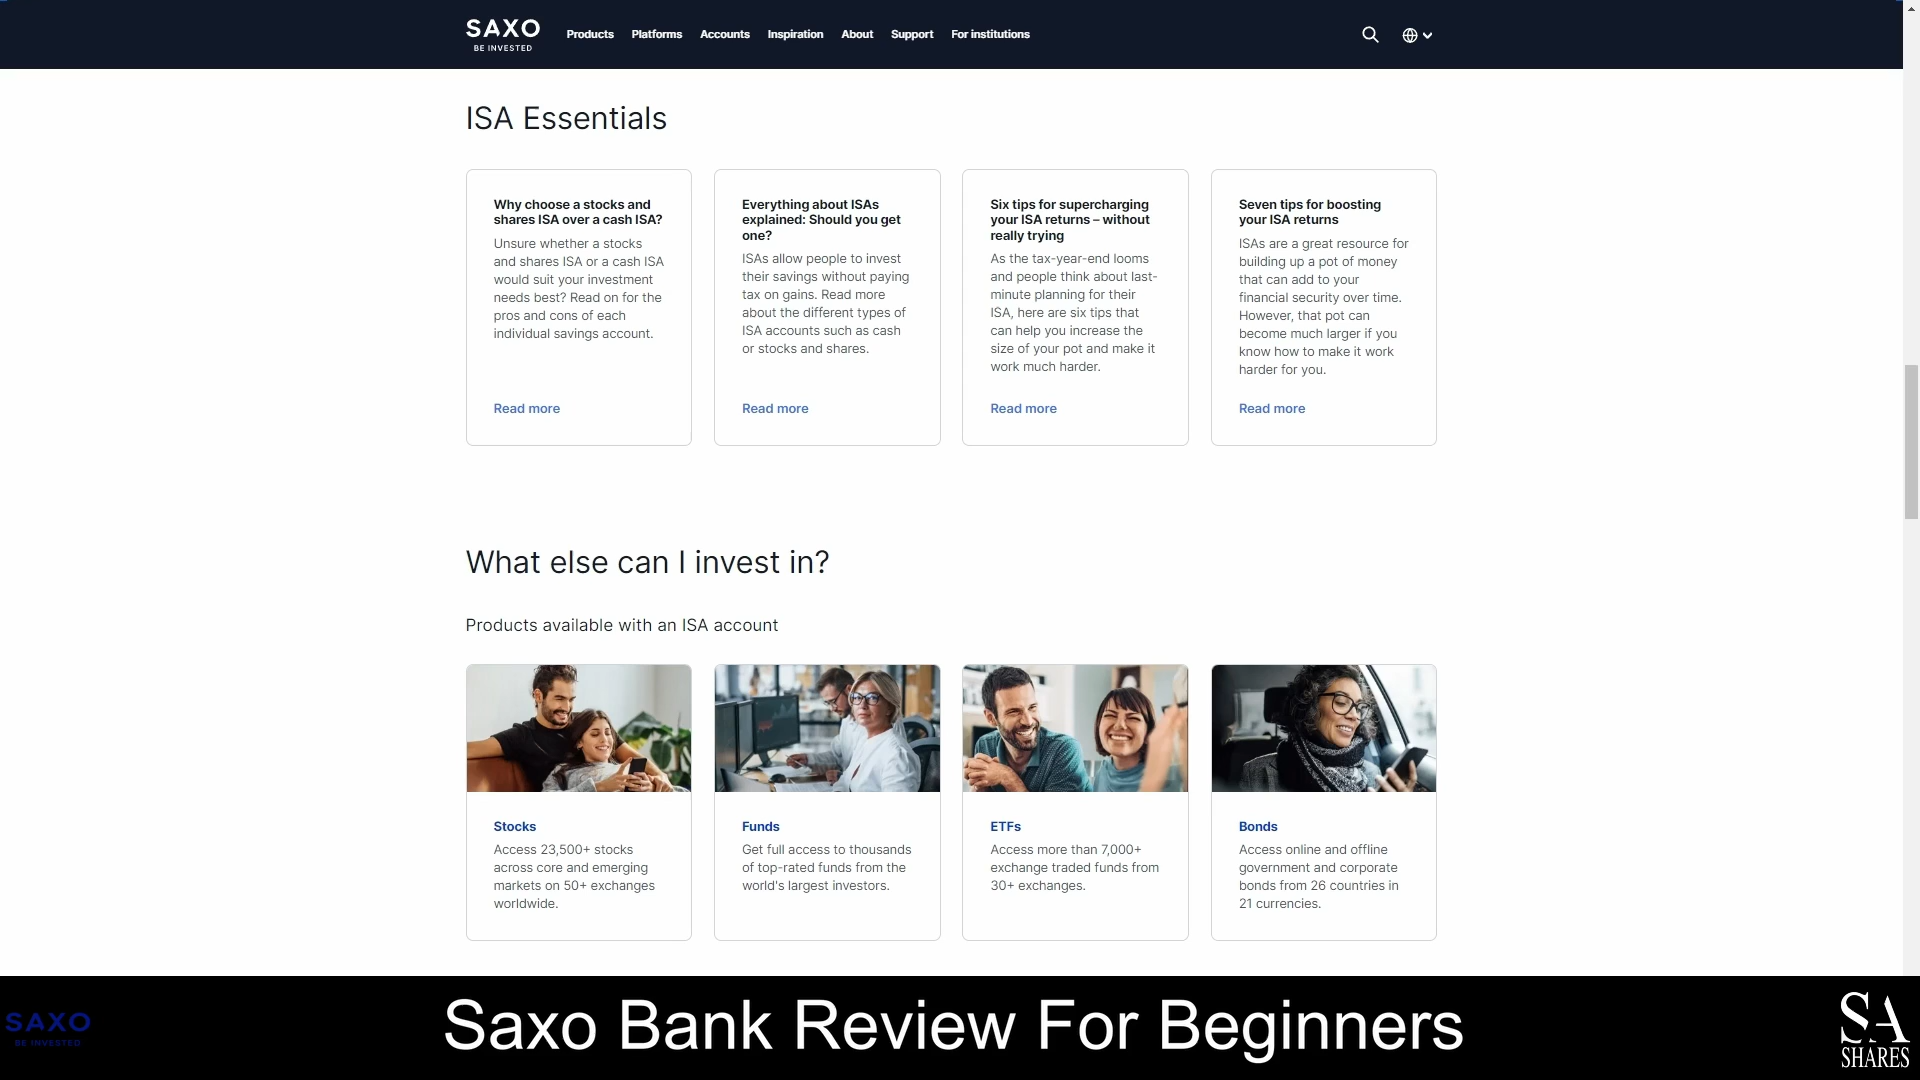 SAXO
BE INVESTED
Products Platforms Accounts Inspiration About Support For institutions
ISA Essentials
Why choose a stocks and
shares ISA over a cash ISA?
Unsure whether a stocks
and shares ISA or a cash ISA
would suit your investment
needs best? Read on for the
pros and cons of each
individual savings account.
Read more
Everything about ISAs
explained: Should you get
one?
ISAs allow people to invest
their savings without paying
tax on gains. Read more
about the different types of
ISA accounts such as cash
or stocks and shares.
Read more
Six tips for supercharging
your ISA returns – without
really trying
As the tax-year-end looms
and people think about last-
minute planning for their
ISA, here are six tips that
can help you increase the
size of your pot and make it
work much harder.
Read more
Seven tips for boosting
your ISA returns
ISAs are a great resource for
building up a pot of money
that can add to your
financial security over time.
However, that pot can
become much larger if you
know how to make it work
harder for you.
Read more
What else can I invest in?
Products available with an ISA account
Stocks
Access 23,500+ stocks
across core and emerging
markets on 50+ exchanges
worldwide.
Funds
Get full access to thousands
of top-rated funds from the
world's largest investors.
ETFs
Access more than 7,000+
exchange traded funds from
30+ exchanges.
Bonds
Access online and offline
government and corporate
bonds from 26 countries in
21 currencies.
SAXO
BE INVESTED
Saxo Bank Review For Beginners
SA
SHARES